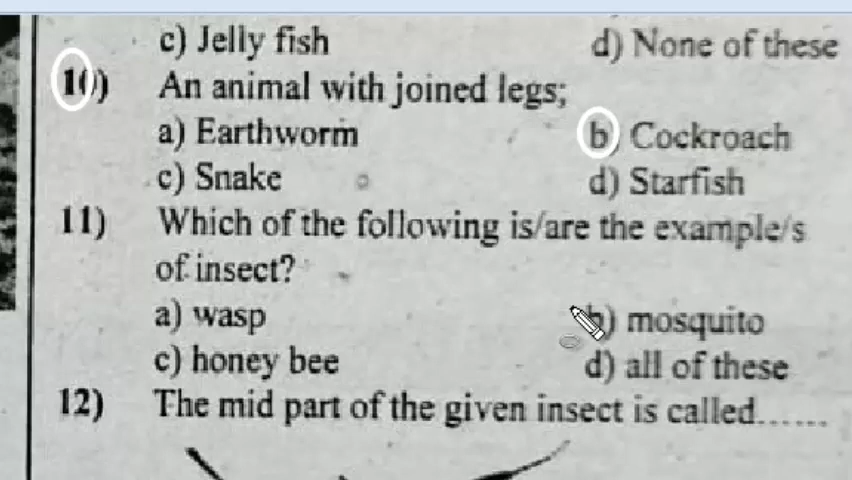 c) Jelly fish d) None of these
10) An animal with joined legs;
a) Earthworm b) Cockroach
c) Snake d) Starfish
11) Which of the following is/are the example/s
of insect?
a) wasp b) mosquito
c) honey bee d) all of these
12) The mid part of the given insect is called......